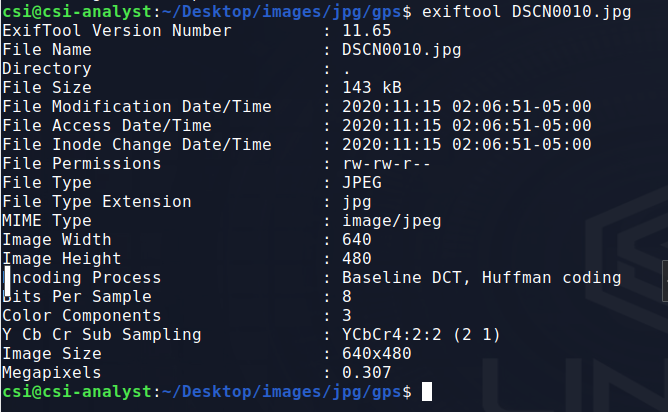 csi@csi-analyst:~/Desktop/images/jpg/gps$ exiftool DSCN0010.jpg
ExifTool Version Number : 11.65
File Name : DSCN0010.jpg
Directory : .
File Size : 143 kB
File Modification Date/Time : 2020:11:15 02:06:51-05:00
File Access Date/Time : 2020:11:15 02:06:51-05:00
File Inode Change Date/Time : 2020:11:15 02:06:51-05:00
File Permissions : rw-rw-r--
File Type : JPEG
File Type Extension : jpg
MIME Type : image/jpeg
Image Width : 640
Image Height : 480
Encoding Process : Baseline DCT, Huffman coding
Bits Per Sample : 8
Color Components : 3
Y Cb Cr Sub Sampling : YCbCr4:2:2 (2 1)
Image Size : 640x480
Megapixels : 0.307
csi@csi-analyst:~/Desktop/images/jpg/gps$